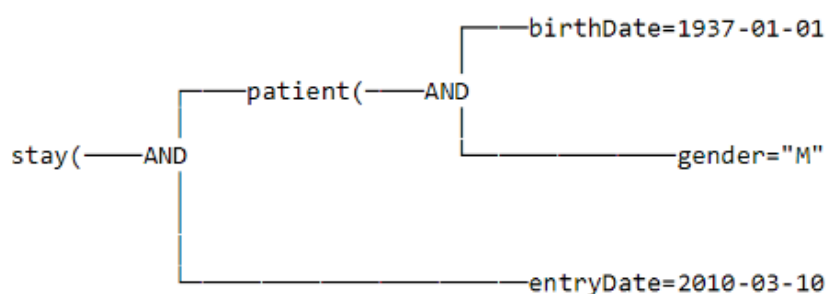 birthDate=1937-01-01
patient( AND
stay( AND gender="M"
entryDate=2010-03-10